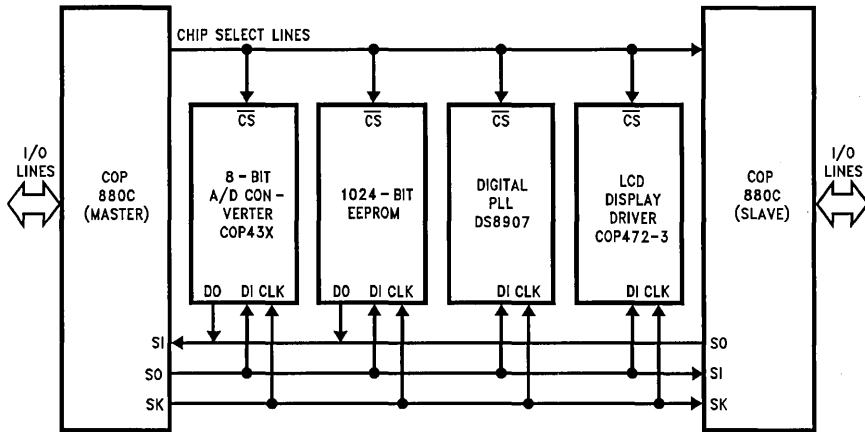 CHIP SELECT LINES
I/O
LINES
COP
880C
(MASTER)
CS
8-BIT
A/D CON-
VERTER
COP43X
DO DI CLK
CS
1024-BIT
EEPROM
DO DI CLK
CS
DIGITAL
PLL
DS8907
DI CLK
CS
LCD
DISPLAY
DRIVER
COP472-3
DI CLK
COP
880C
(SLAVE)
I/O
LINES
SI
SO
SK
SO
SI
SK